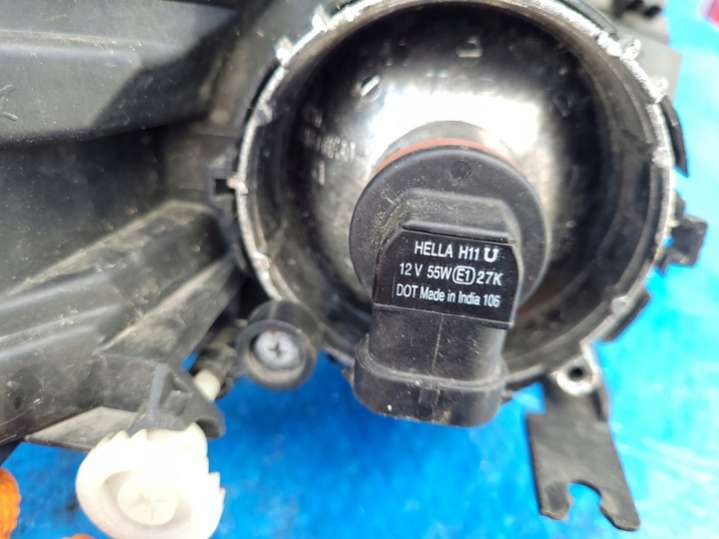 HELLA H11 U
12 V 55W E1 27K
DOT Made in India 106